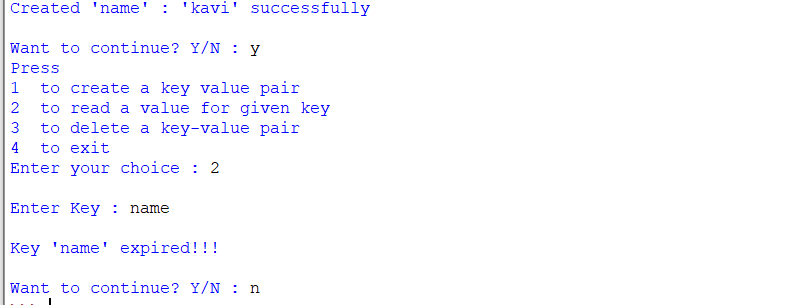 Created 'name' : 'kavi' successfully
Want to continue? Y/N : y
Press
1  to create a key value pair
2  to read a value for given key
3  to delete a key-value pair
4  to exit
Enter your choice : 2
Enter Key : name
Key 'name' expired!!!
Want to continue? Y/N : n